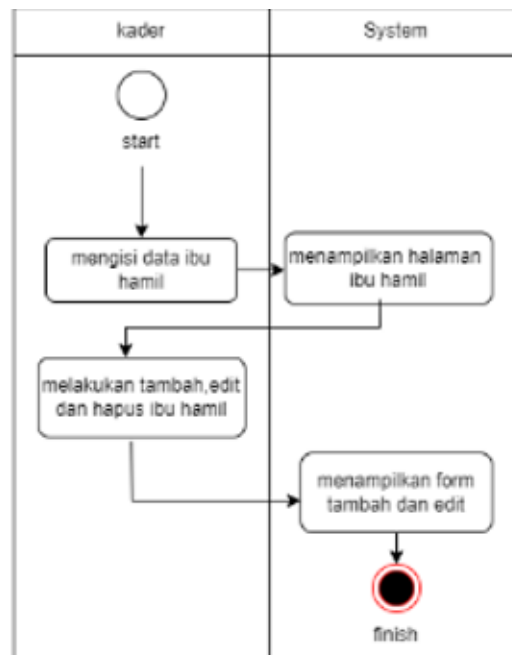 kader
System
start
mengisi data ibu
hamil
menampilkan halaman
ibu hamil
melakukan tambah,edit
dan hapus ibu hamil
menampilkan form
tambah dan edit
finish